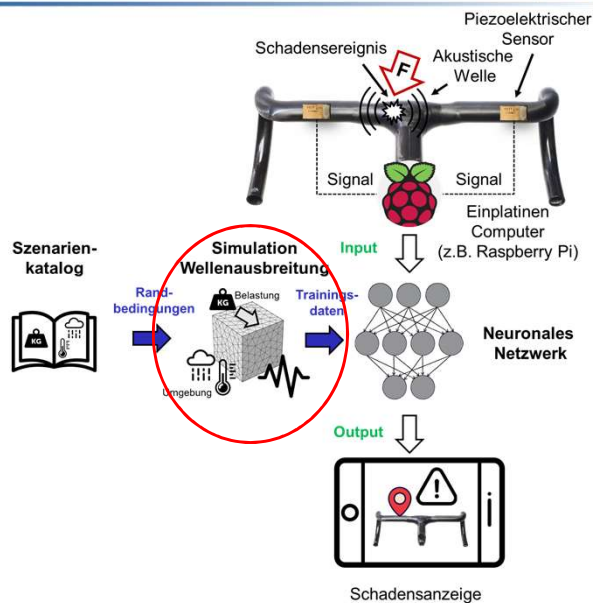 Piezoelektrischer
Sensor
Schadensereignis
Akustische
Welle
F
Signal
Signal
Einplatinen
Computer
(z.B. Raspberry Pi)
Input
Szenarien-
katalog
KG
Rand-
bedingungen
Simulation
Wellenausbreitung
KG
Belastung
Umgebung
Trainings-
daten
Neuronales
Netzwerk
Output
Schadensanzeige